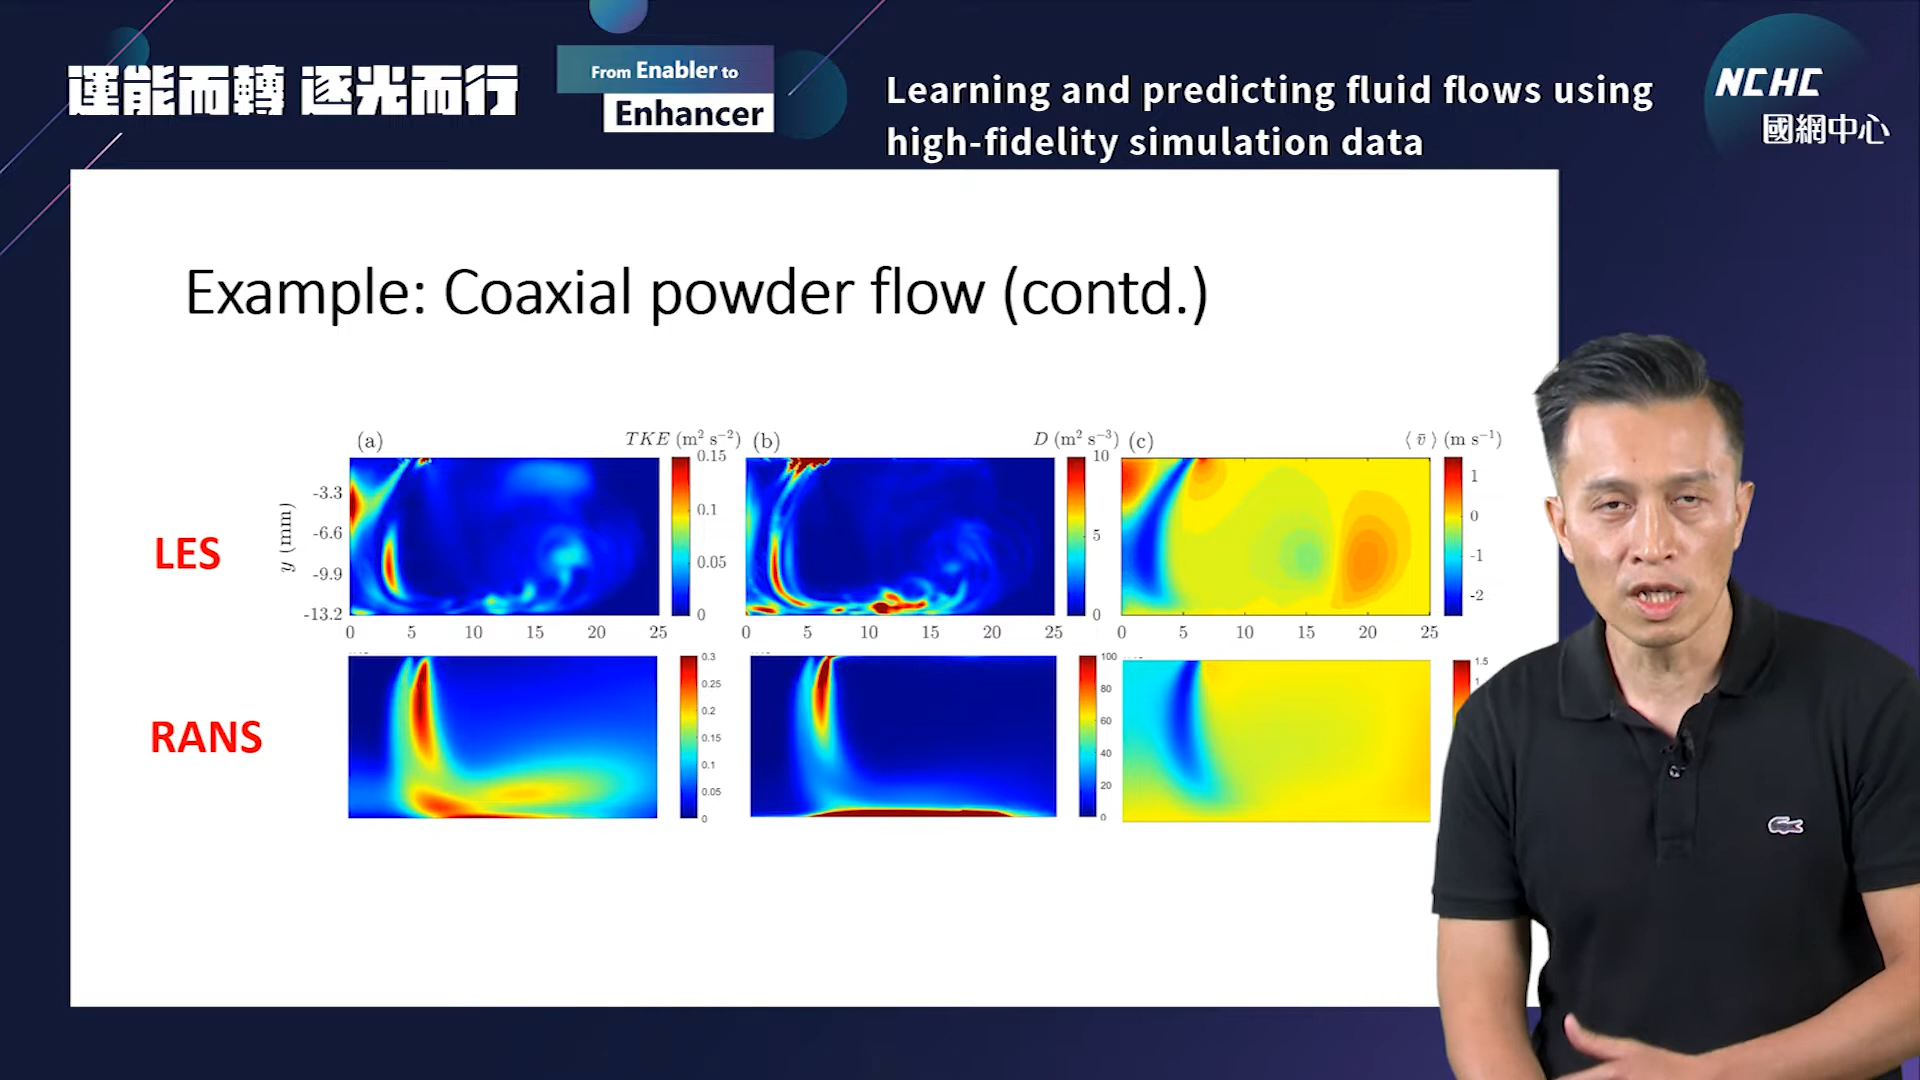 運能而轉 逐光而行
From Enabler to
Enhancer
Learning and predicting fluid flows using
high-fidelity simulation data
NCHC
國網中心
Example: Coaxial powder flow (contd.)
(a) TKE (m² s⁻²) (b) D (m² s⁻³) (c) ⟨ v̄ ⟩ (m s⁻¹)
LES
y (mm)
-3.3
-6.6
-9.9
-13.2
0.15
0.1
0.05
0
10
5
0
1
0
-1
-2
0 5 10 15 20 25
0 5 10 15 20 25
0 5 10 15 20 25
RANS
0.3
0.25
0.2
0.15
0.1
0.05
0
100
80
60
40
20
0
1.5